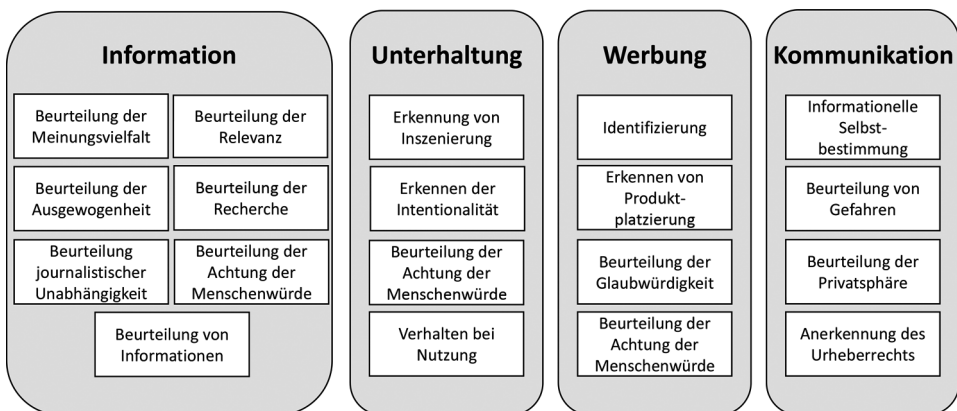 Information
Beurteilung der
Meinungsvielfalt
Beurteilung der
Relevanz
Beurteilung der
Ausgewogenheit
Beurteilung der
Recherche
Beurteilung
journalistischer
Unabhängigkeit
Beurteilung der
Achtung der
Menschenwürde
Beurteilung von
Informationen
Unterhaltung
Erkennung von
Inszenierung
Erkennen der
Intentionalität
Beurteilung der
Achtung der
Menschenwürde
Verhalten bei
Nutzung
Werbung
Identifizierung
Erkennen von
Produkt-
platzierung
Beurteilung der
Glaubwürdigkeit
Beurteilung der
Achtung der
Menschenwürde
Kommunikation
Informationelle
Selbst-
bestimmung
Beurteilung von
Gefahren
Beurteilung der
Privatsphäre
Anerkennung des
Urheberrechts